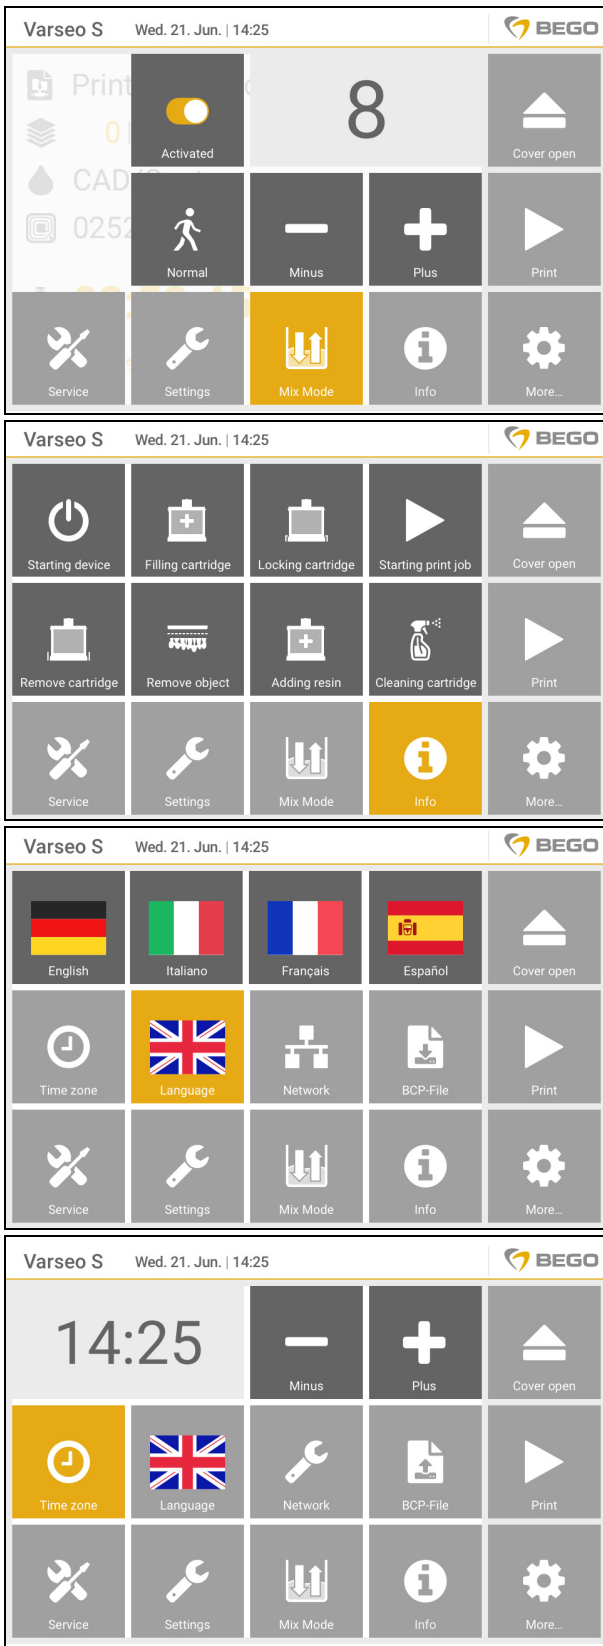 Varseo S Wed. 21. Jun. | 14:25 BEGO
Print
8
0
Activated
Cover open
CAD
0252
Normal Minus Plus Print
Service Settings Mix Mode Info More...
Varseo S Wed. 21. Jun. | 14:25 BEGO
Starting device Filling cartridge Locking cartridge Starting print job Cover open
Remove cartridge Remove object Adding resin Cleaning cartridge Print
Service Settings Mix Mode Info More...
Varseo S Wed. 21. Jun. | 14:25 BEGO
English Italiano Français Español Cover open
Time zone Language Network BCP-File Print
Service Settings Mix Mode Info More...
Varseo S Wed. 21. Jun. | 14:25 BEGO
14:25
Minus Plus Cover open
Time zone Language Network BCP-File Print
Service Settings Mix Mode Info More...